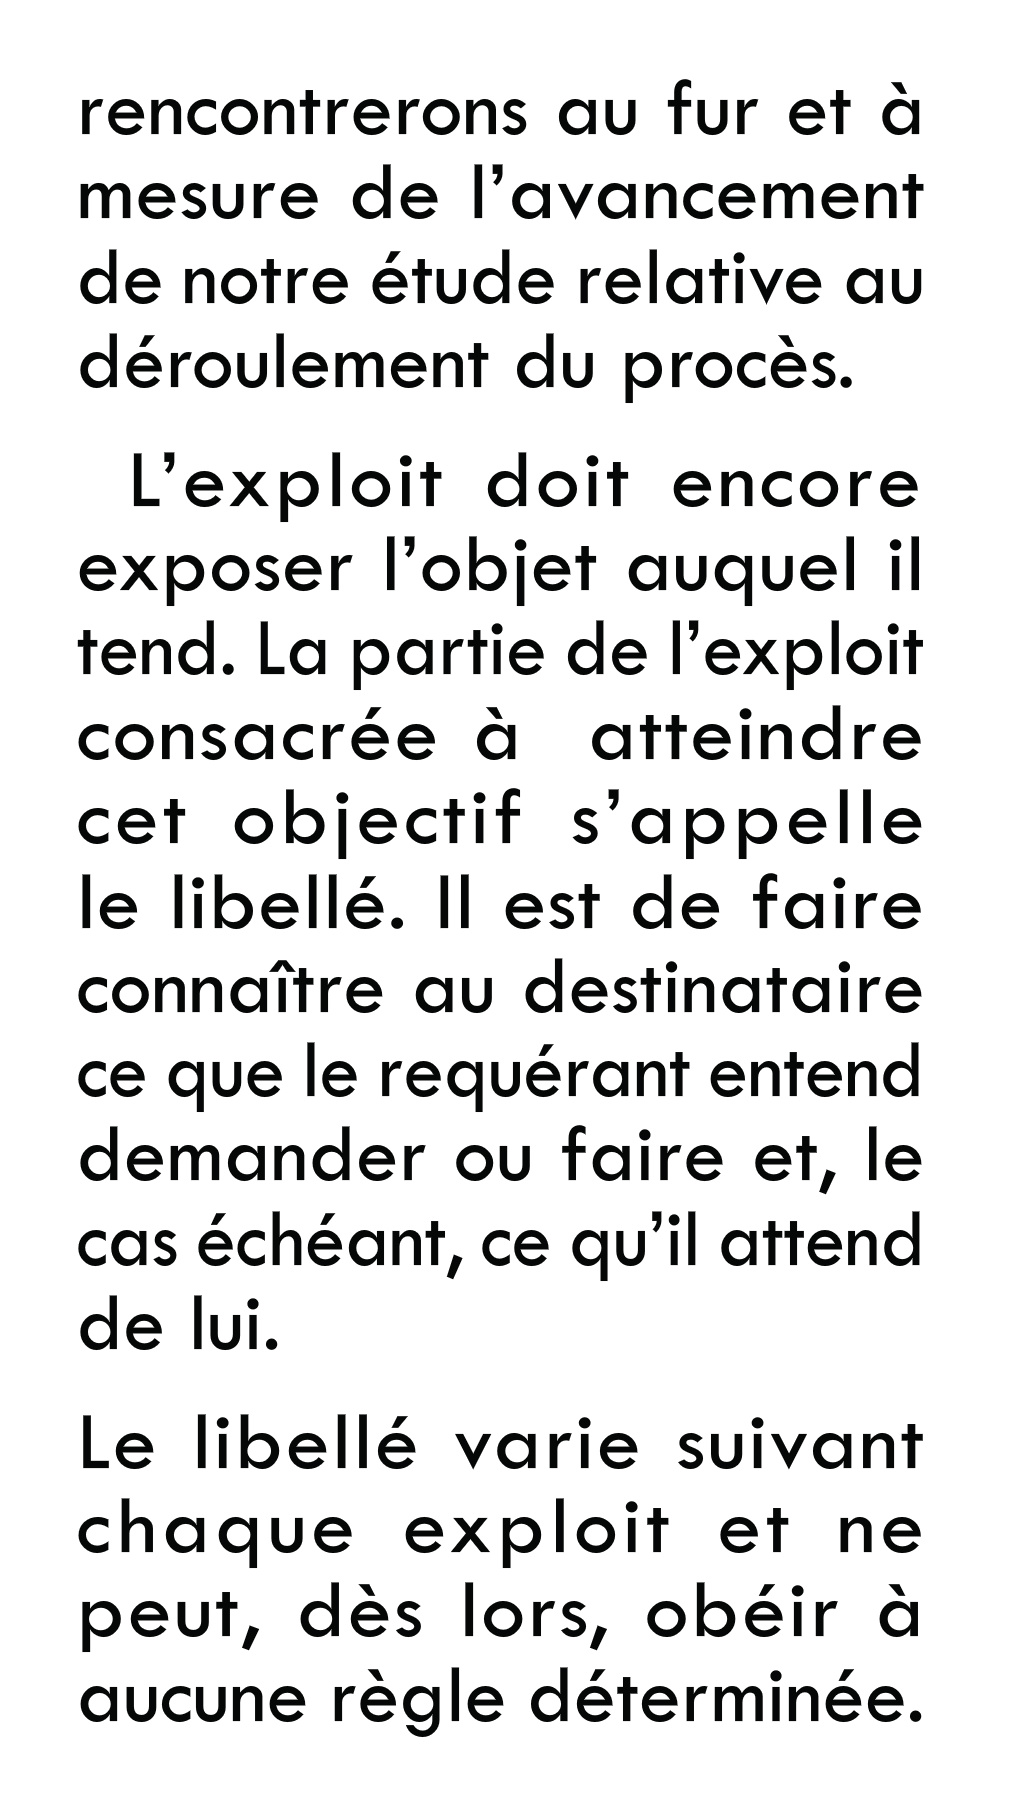 rencontrerons au fur et à
mesure de l’avancement
de notre étude relative au
déroulement du procès.
L’exploit doit encore
exposer l’objet auquel il
tend. La partie de l’exploit
consacrée à atteindre
cet objectif s’appelle
le libellé. Il est de faire
connaître au destinataire
ce que le requérant entend
demander ou faire et, le
cas échéant, ce qu’il attend
de lui.
Le libellé varie suivant
chaque exploit et ne
peut, dès lors, obéir à
aucune règle déterminée.